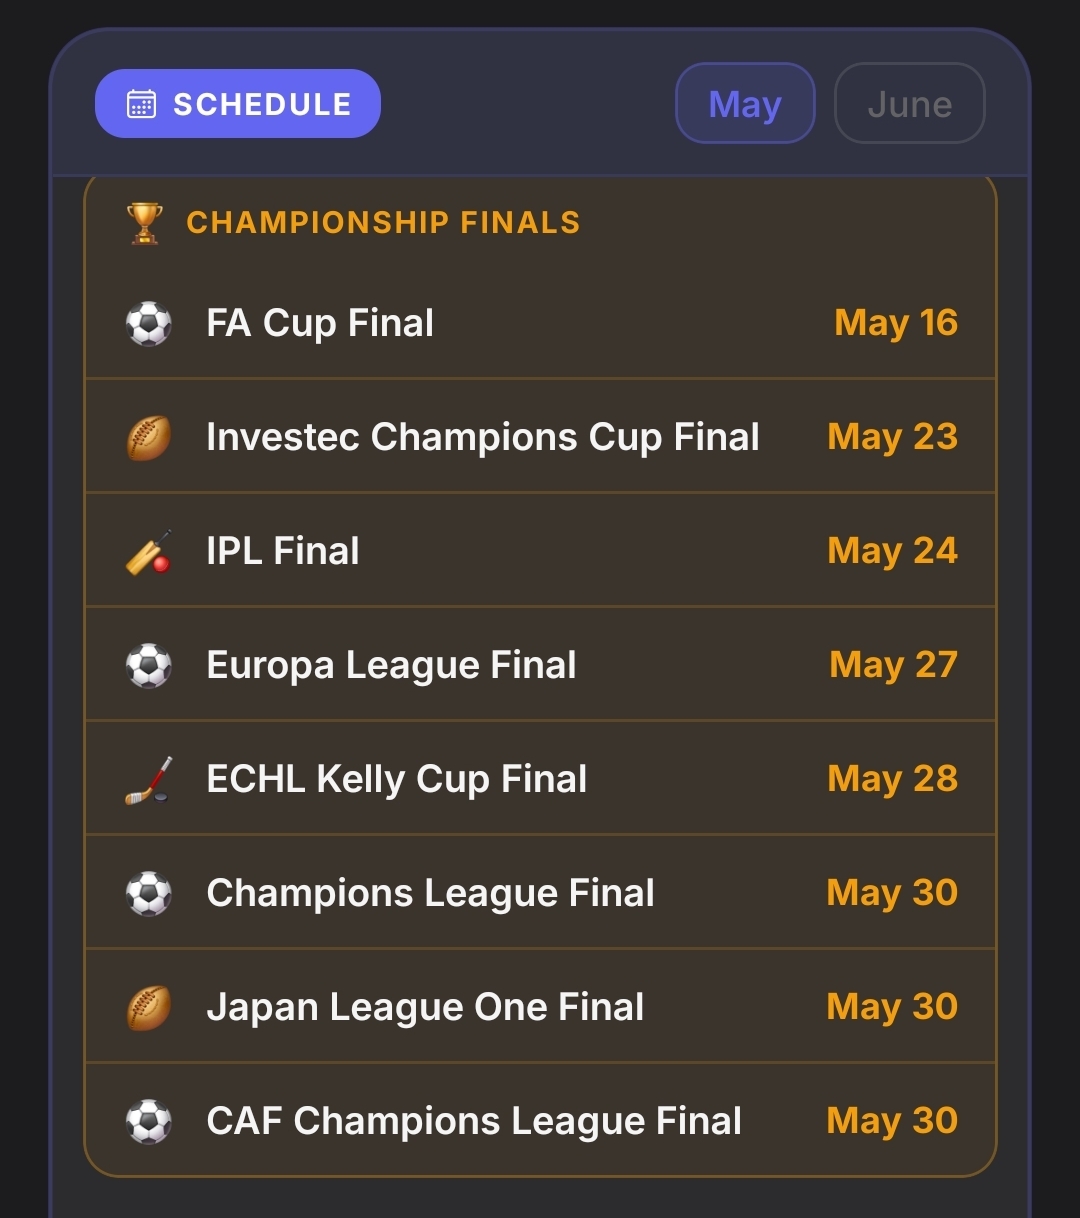 SCHEDULE May June
CHAMPIONSHIP FINALS
FA Cup Final May 16
Investec Champions Cup Final May 23
IPL Final May 24
Europa League Final May 27
ECHL Kelly Cup Final May 28
Champions League Final May 30
Japan League One Final May 30
CAF Champions League Final May 30